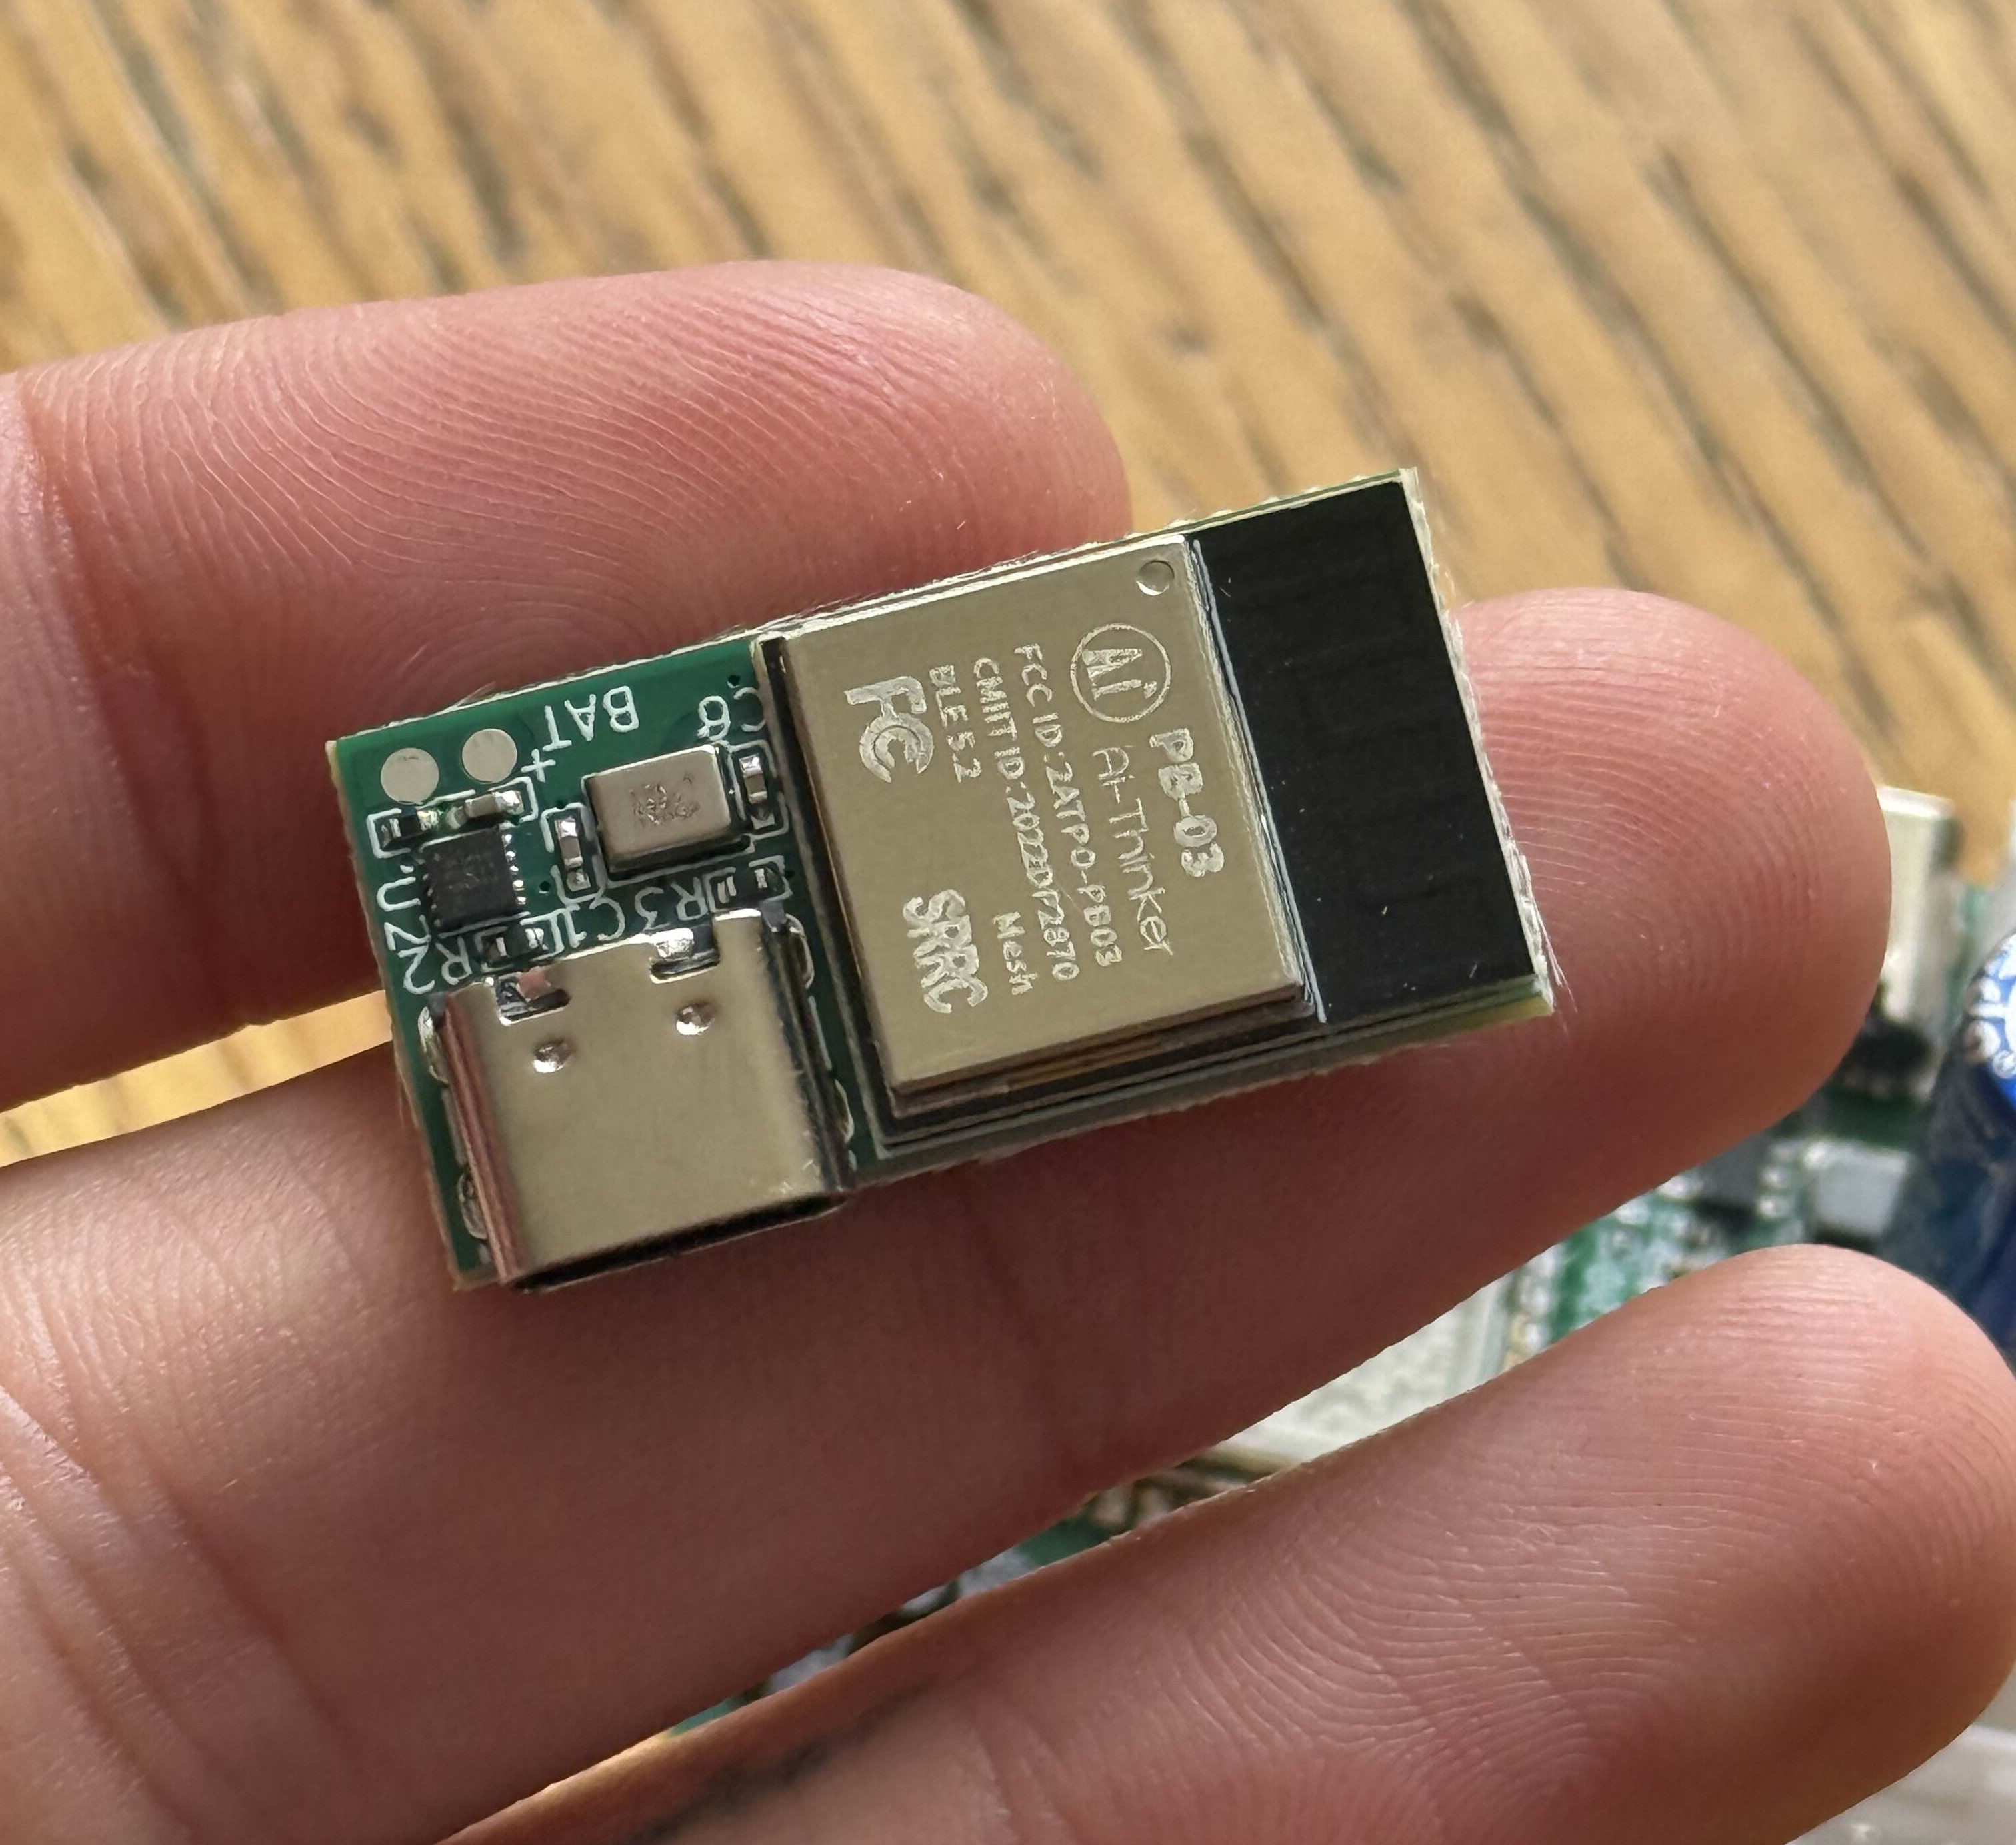 PB-03
Ai
Ai-Thinker
FCC ID:2ATPO-PB03
CMIIT ID:2022DP2870
BLE5.2
Mesh
FC
SRRC
BAT
+
C8
C1
R3
R2
U2